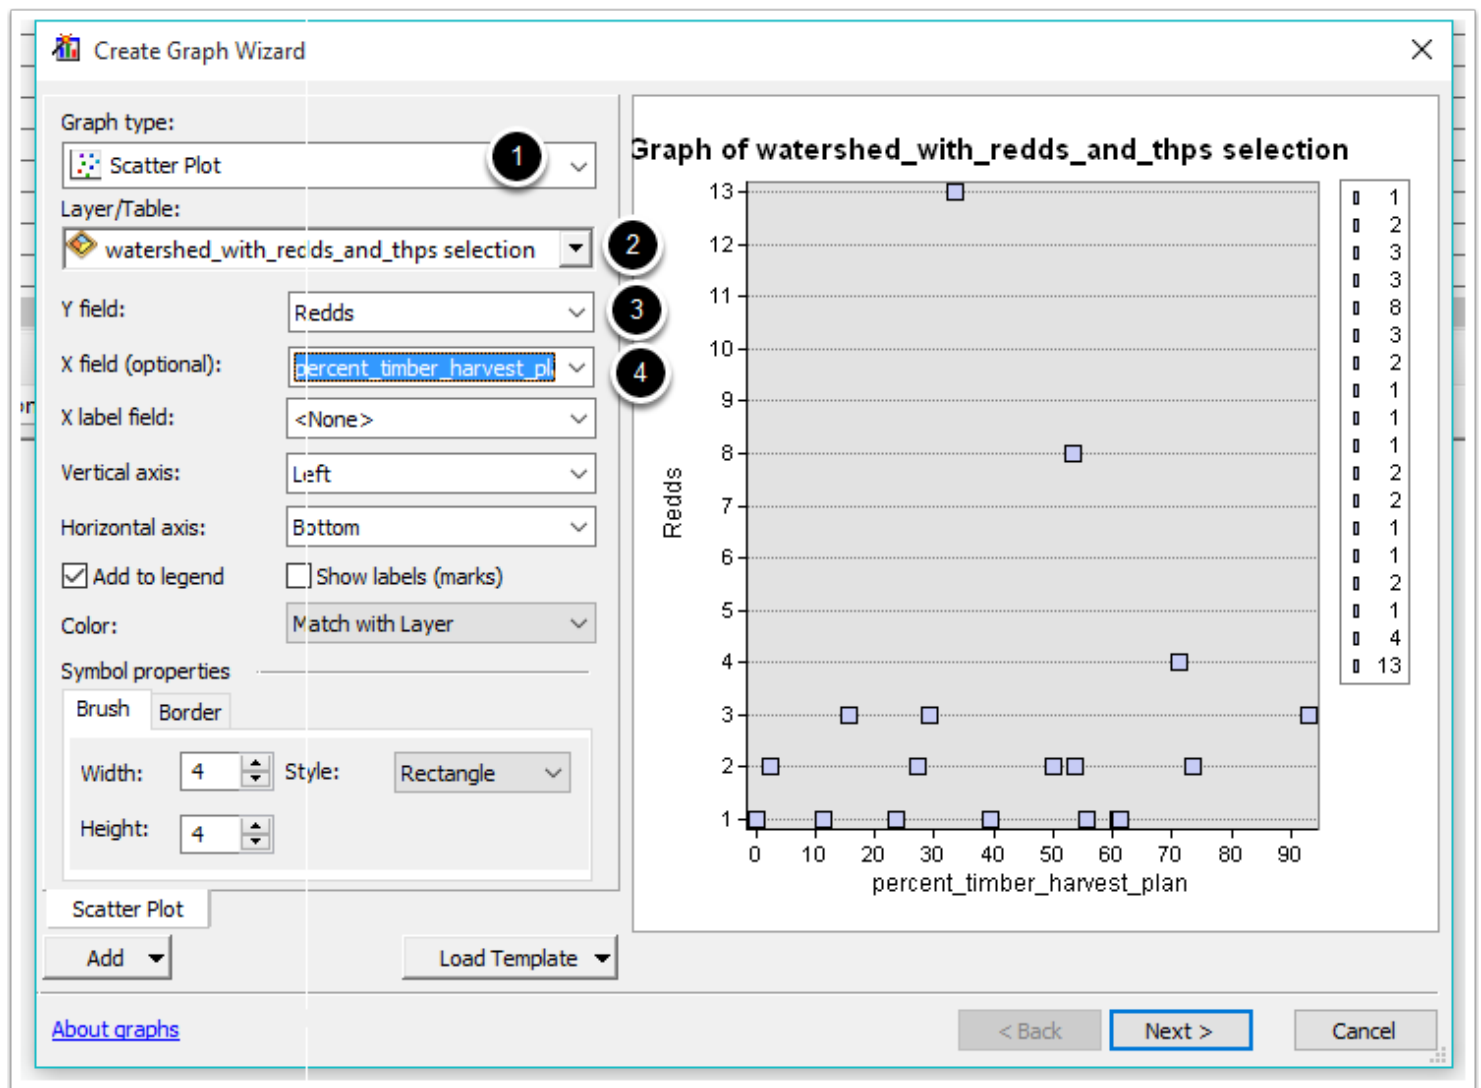 Create Graph Wizard
Graph type:
Scatter Plot
1
Layer/Table:
watershed_with_redds_and_thps selection
2
Y field:
Redds
3
X field (optional):
percent_timber_harvest_pl
4
X label field:
<None>
Vertical axis:
Left
Horizontal axis:
Bottom
Add to legend
Show labels (marks)
Color:
Match with Layer
Symbol properties
Brush
Border
Width:
4
Style:
Rectangle
Height:
4
Scatter Plot
Add
Load Template
About graphs
< Back
Next >
Cancel
Graph of watershed_with_redds_and_thps selection
13
12
11
10
9
8
7
6
5
4
3
2
1
Redds
0 10 20 30 40 50 60 70 80 90
percent_timber_harvest_plan
1
2
3
3
8
3
2
1
1
1
2
2
1
1
2
1
4
13